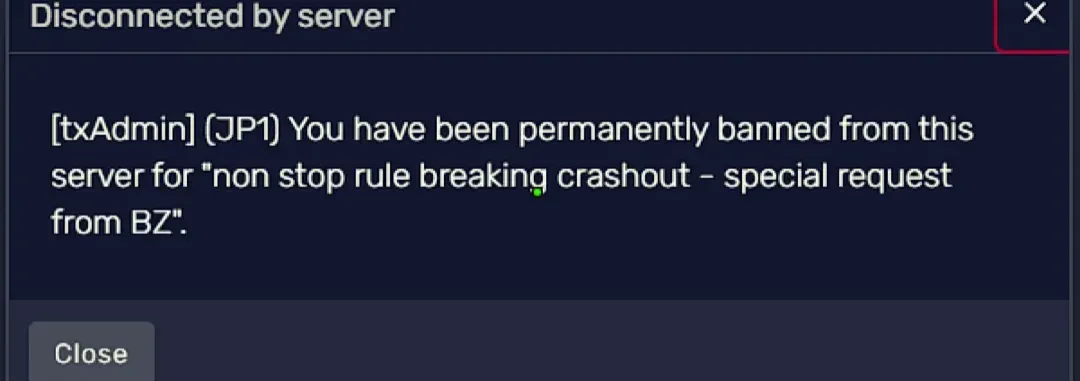 Disconnected by server
[txAdmin] (JP1) You have been permanently banned from this
server for "non stop rule breaking crashout - special request
from BZ".
Close